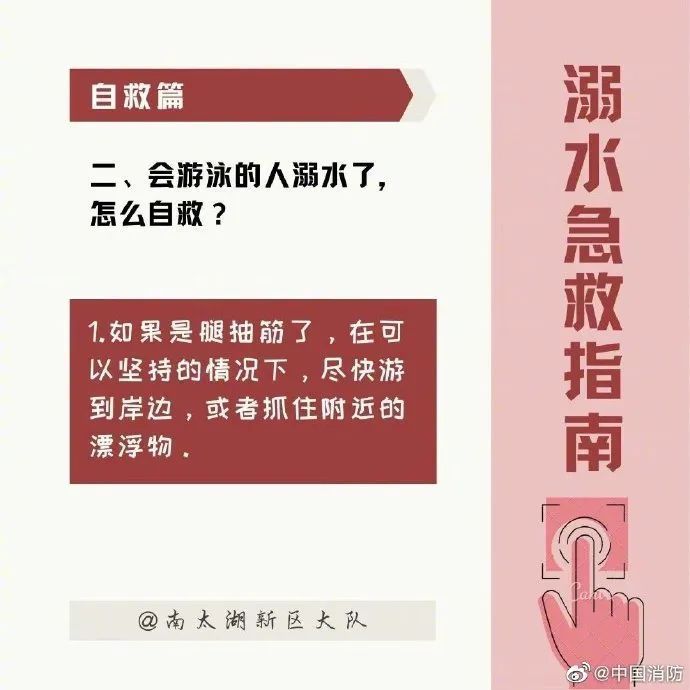 自救篇
二、会游泳的人溺水了,
怎么自救？
1.如果是腿抽筋了，在可
以坚持的情况下，尽快游
到岸边，或者抓住附近的
漂浮物.
@南太湖新区大队
溺水急救指南
Canva
@中国消防